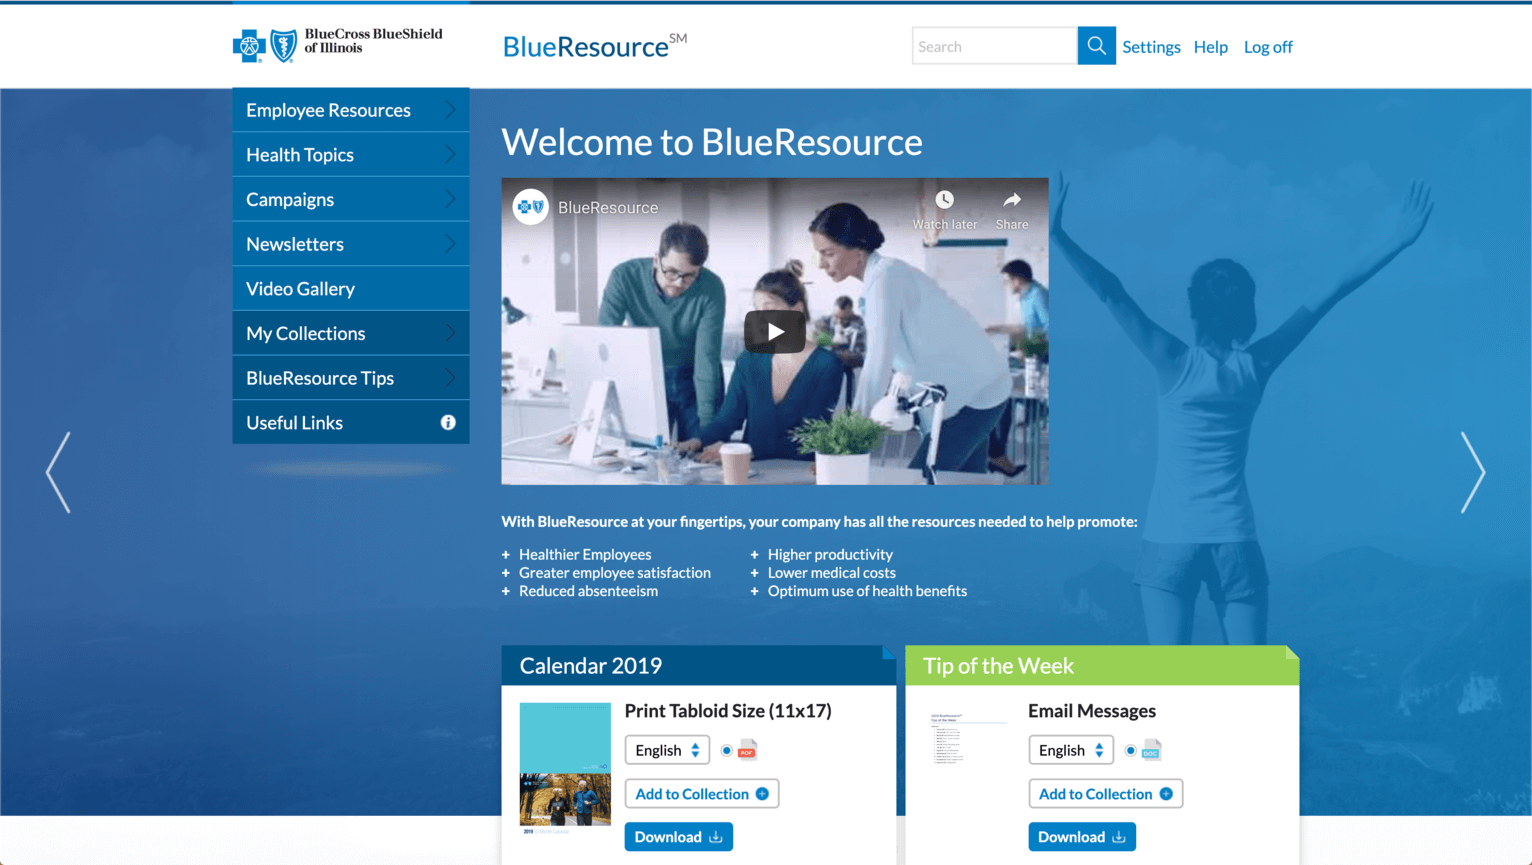 BlueCross BlueShield
of Illinois
BlueResource SM
Search
Settings Help Log off
Employee Resources
Health Topics
Campaigns
Newsletters
Video Gallery
My Collections
BlueResource Tips
Useful Links
Welcome to BlueResource
BlueResource
Watch later
Share
With BlueResource at your fingertips, your company has all the resources needed to help promote:
+ Healthier Employees
+ Greater employee satisfaction
+ Reduced absenteeism
+ Higher productivity
+ Lower medical costs
+ Optimum use of health benefits
Calendar 2019
Print Tabloid Size (11x17)
English
PDF
Add to Collection
Download
2019
Tip of the Week
Email Messages
English
DOC
Add to Collection
Download